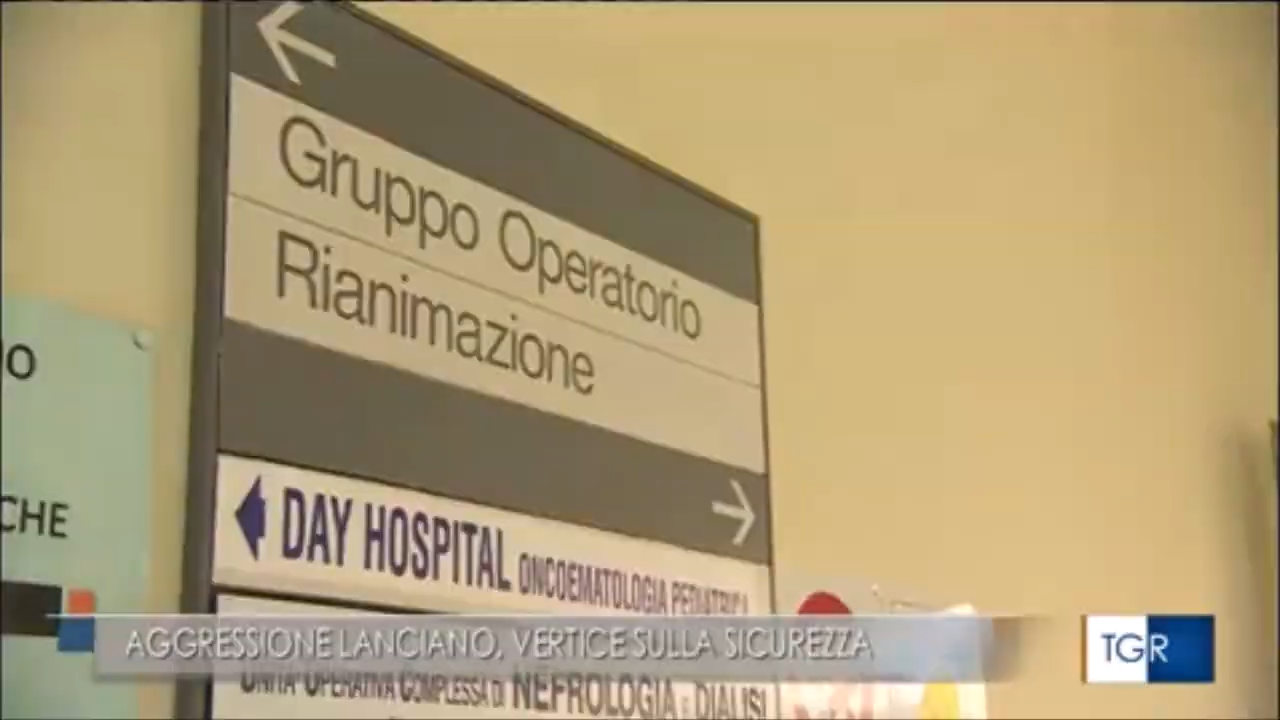 Gruppo Operatorio
Rianimazione
DAY HOSPITAL ONCOEMATOLOGIA PEDIATRICA
IO
CHE
AGGRESSIONE LANCIANO, VERTICE SULLA SICUREZZA
TGR
UNITA' OPERATIVA COMPLESSA DI NEFROLOGIA E DIALISI